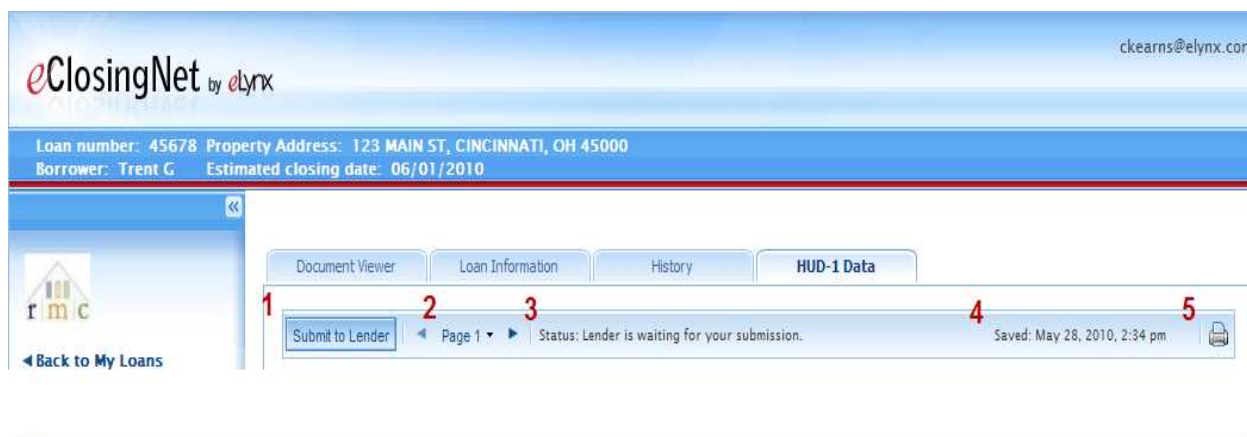 ckearns@elynx.com
eClosingNet by eLynx
Loan number: 45678 Property Address: 123 MAIN ST, CINCINNATI, OH 45000
Borrower: Trent G Estimated closing date: 06/01/2010
«
Document Viewer Loan Information History HUD-1 Data
r m c
1 2 3 4 5
Submit to Lender Page 1 Status: Lender is waiting for your submission. Saved: May 28, 2010, 2:34 pm
Back to My Loans